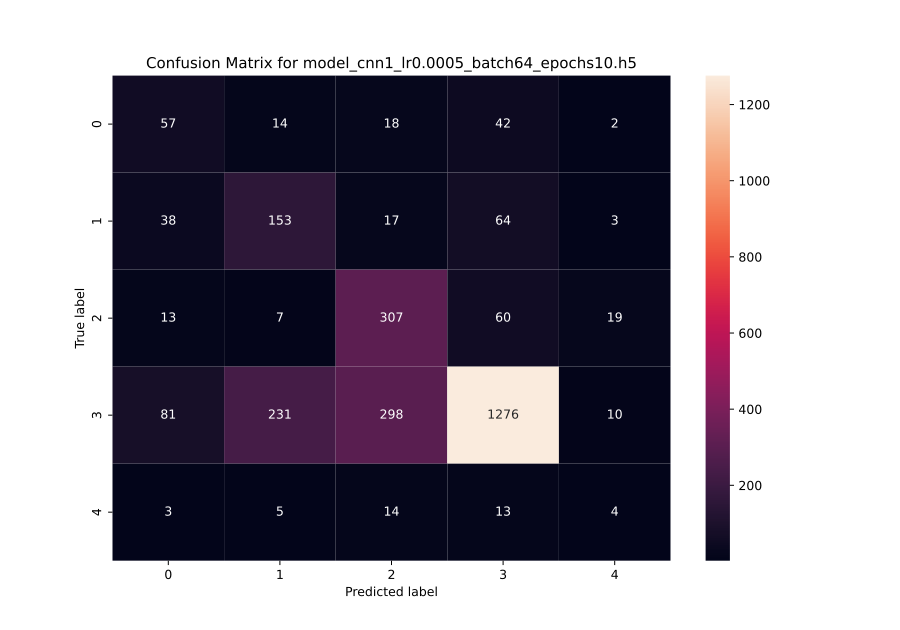 Confusion Matrix for model_cnn1_lr0.0005_batch64_epochs10.h5
True label
0 57 14 18 42 2
1 38 153 17 64 3
2 13 7 307 60 19
3 81 231 298 1276 10
4 3 5 14 13 4
0 1 2 3 4
Predicted label
1200
1000
800
600
400
200